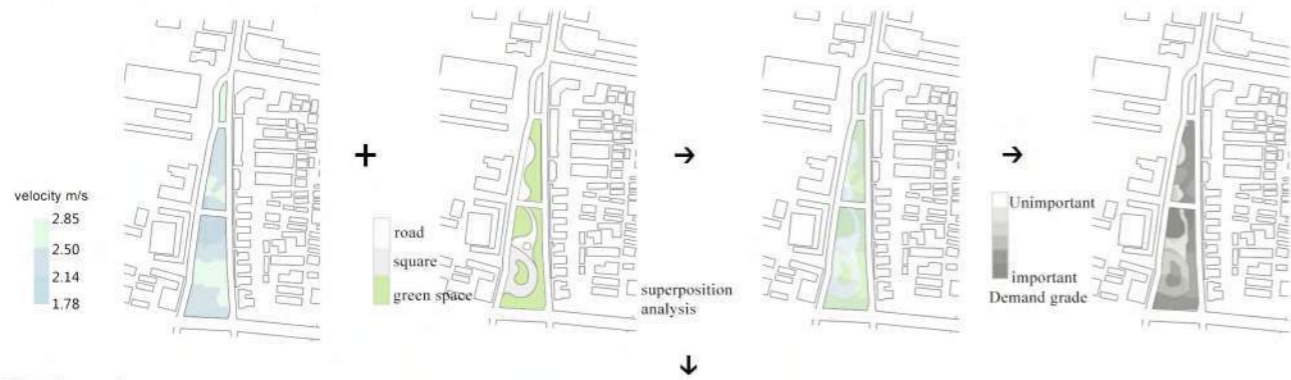 velocity m/s
2.85
2.50
2.14
1.78
road
square
green space
superposition
analysis
Unimportant
important
Demand grade